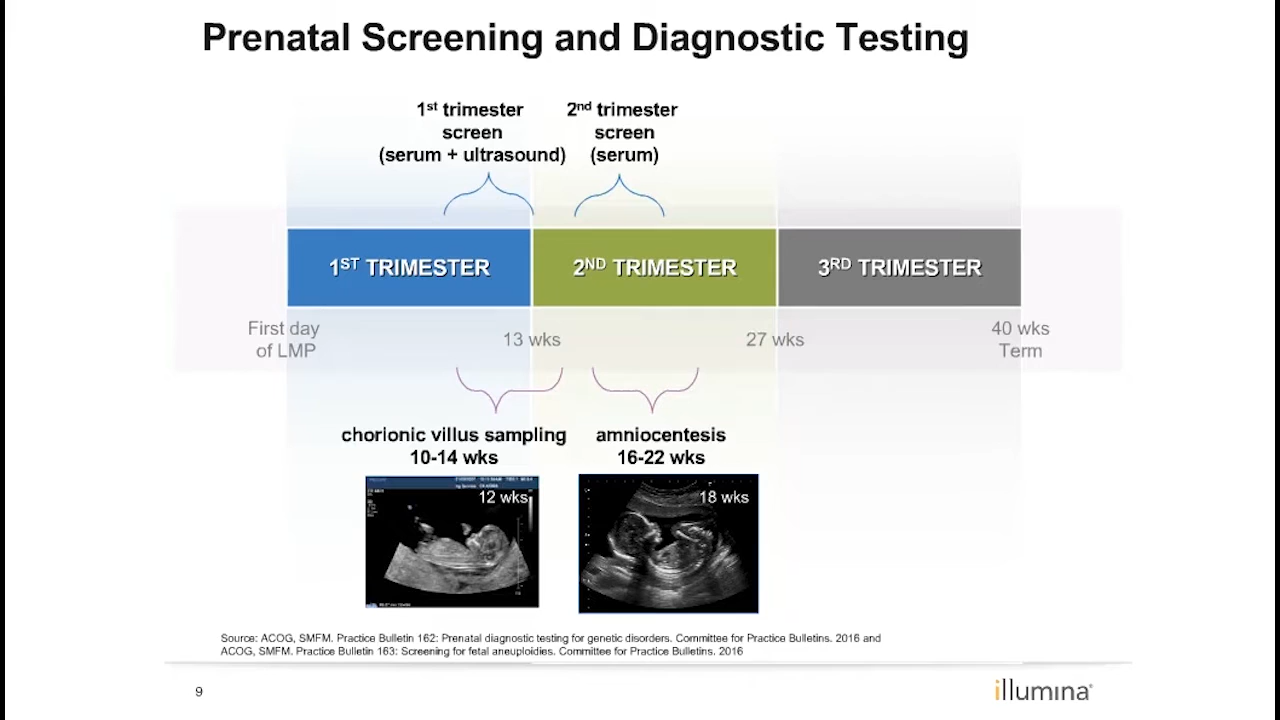 Prenatal Screening and Diagnostic Testing
1st trimester
screen
(serum + ultrasound)
2nd trimester
screen
(serum)
1ST TRIMESTER
2ND TRIMESTER
3RD TRIMESTER
First day
of LMP
13 wks
27 wks
40 wks
Term
chorionic villus sampling
10-14 wks
amniocentesis
16-22 wks
12 wks
18 wks
Source: ACOG, SMFM. Practice Bulletin 162: Prenatal diagnostic testing for genetic disorders. Committee for Practice Bulletins. 2016 and
ACOG, SMFM. Practice Bulletin 163: Screening for fetal aneuploidies. Committee for Practice Bulletins. 2016
9
illumina®